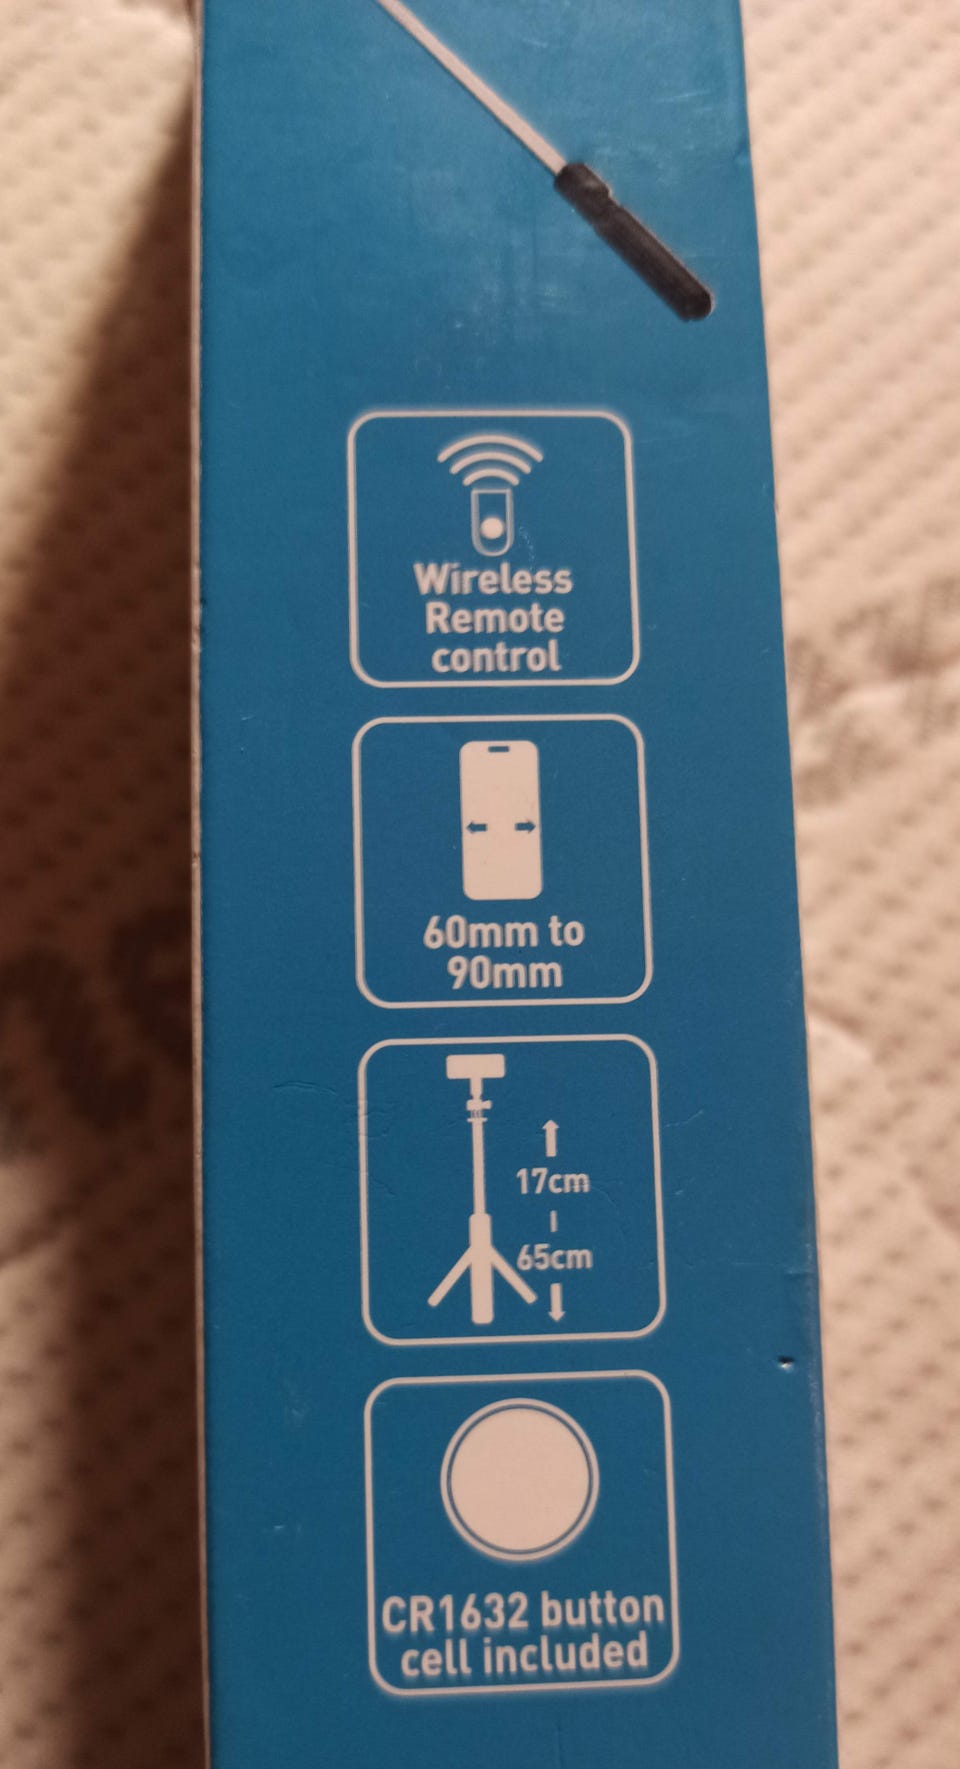 Wireless
Remote
control
60mm to
90mm
17cm
65cm
CR1632 button
cell included